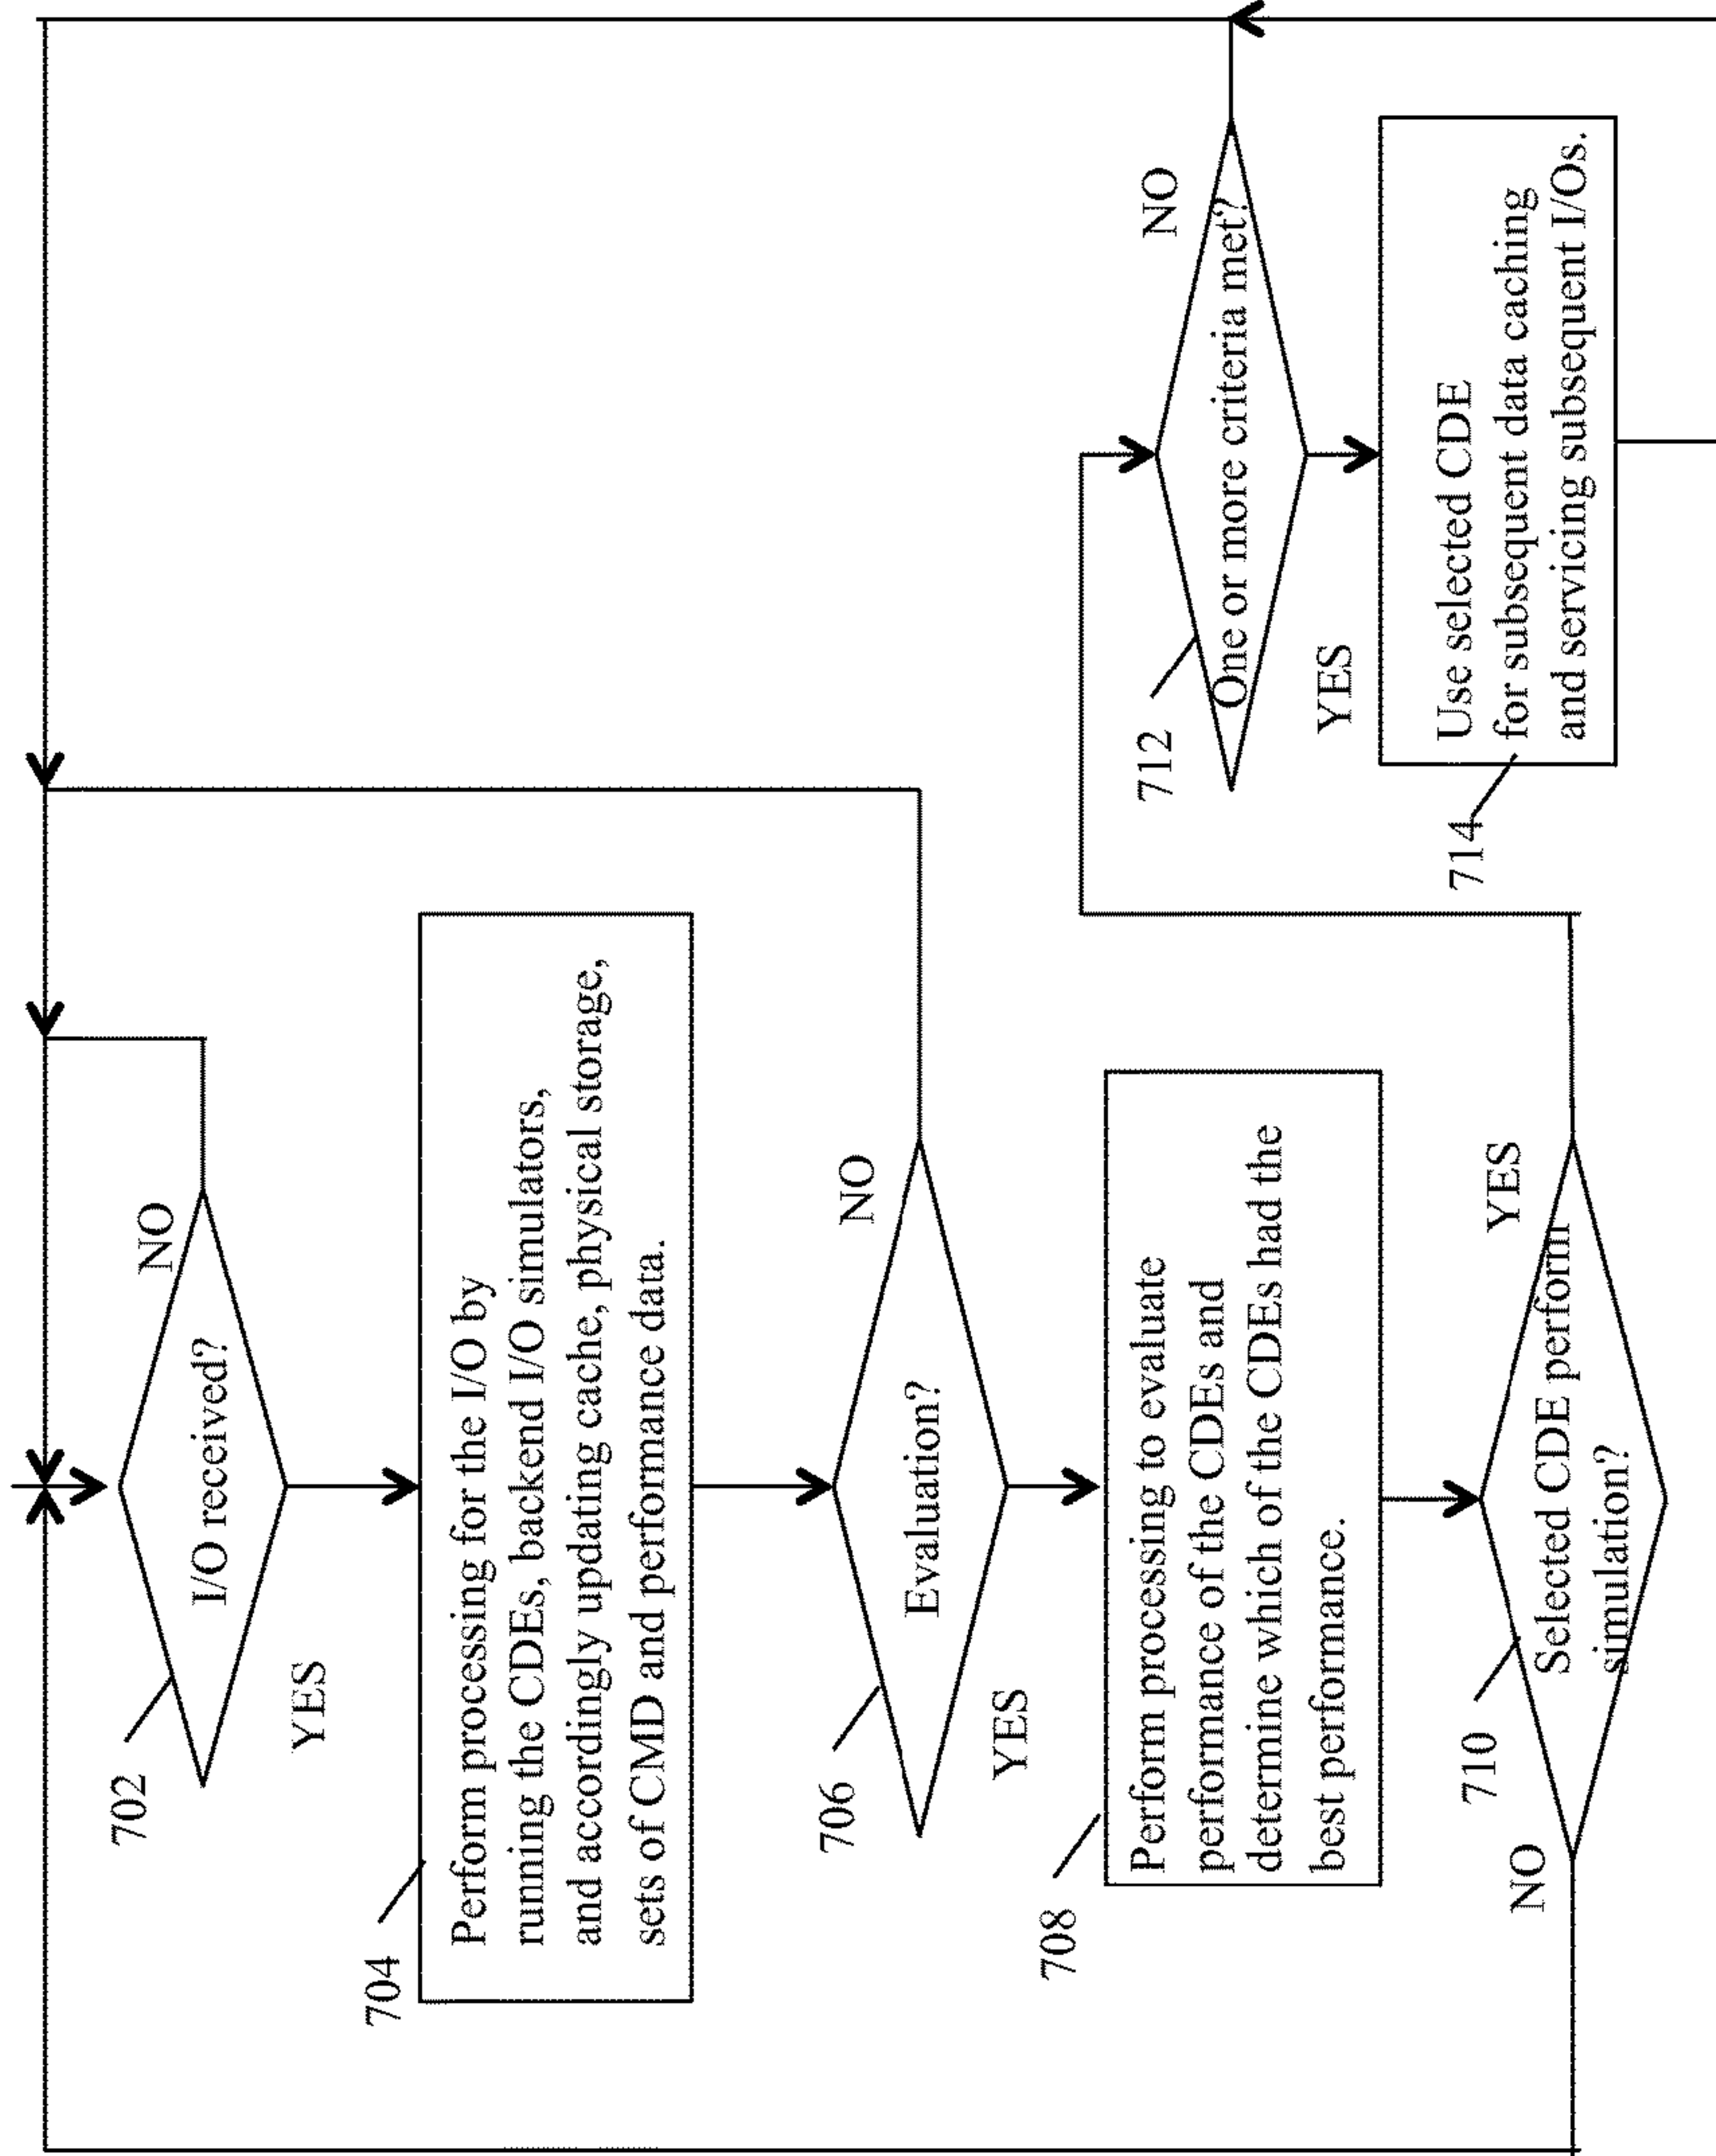 702
I/O received?
NO
YES
704
Perform processing for the I/O by
running the CDEs, backend I/O simulators,
and accordingly updating cache, physical storage,
sets of CMD and performance data.
706
Evaluation?
NO
YES
708
Perform processing to evaluate
performance of the CDEs and
determine which of the CDEs had the
best performance.
710
Selected CDE perform
simulation?
NO
YES
712
One or more criteria met?
NO
YES
714
Use selected CDE
for subsequent data caching
and servicing subsequent I/Os.